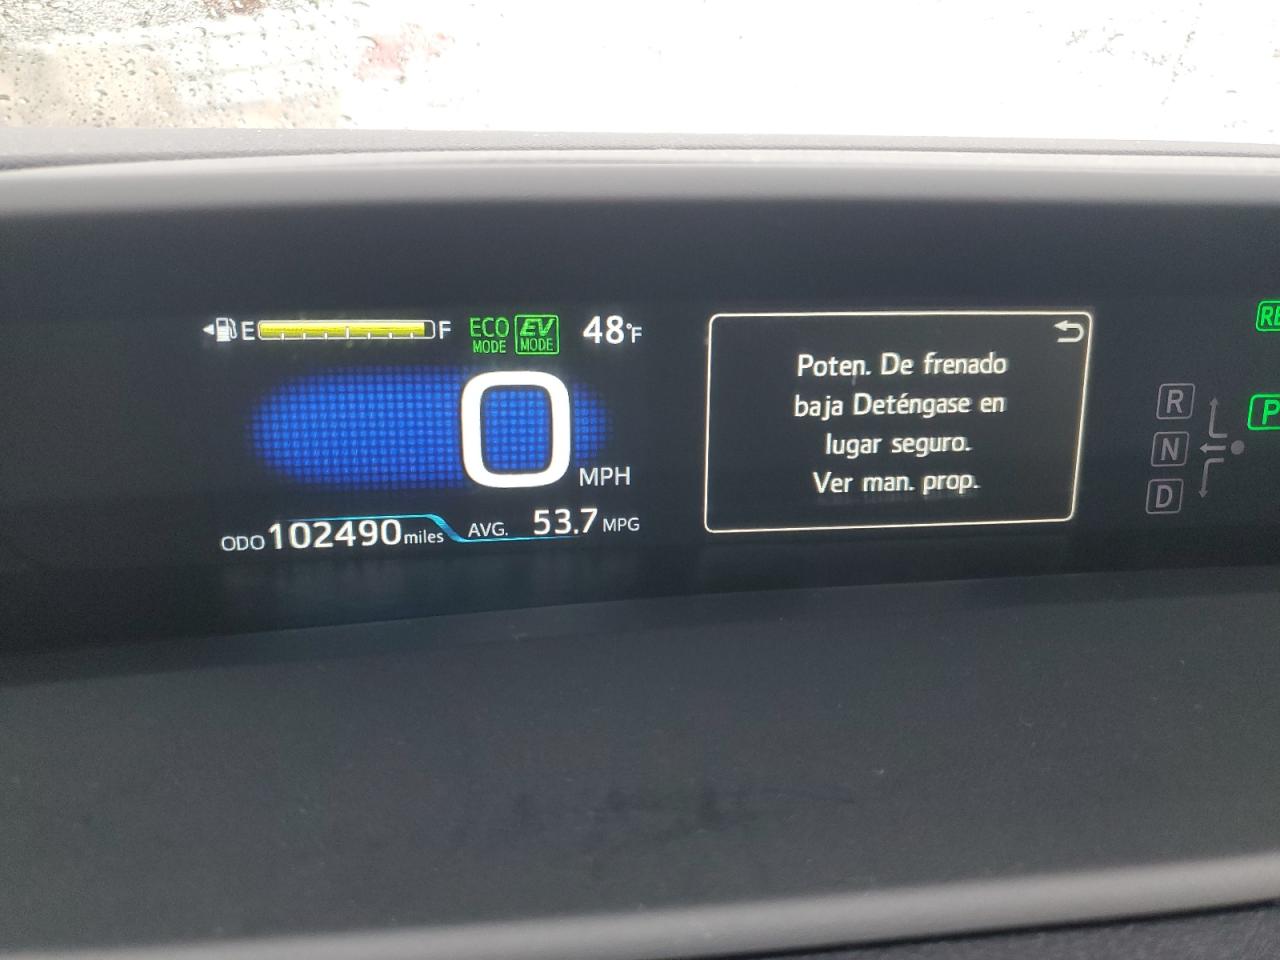 E F ECO MODE EV MODE 48°F
0 MPH
ODO 102490 miles AVG. 53.7 MPG
Poten. De frenado
baja Deténgase en
lugar seguro.
Ver man. prop.
R
N
D
P